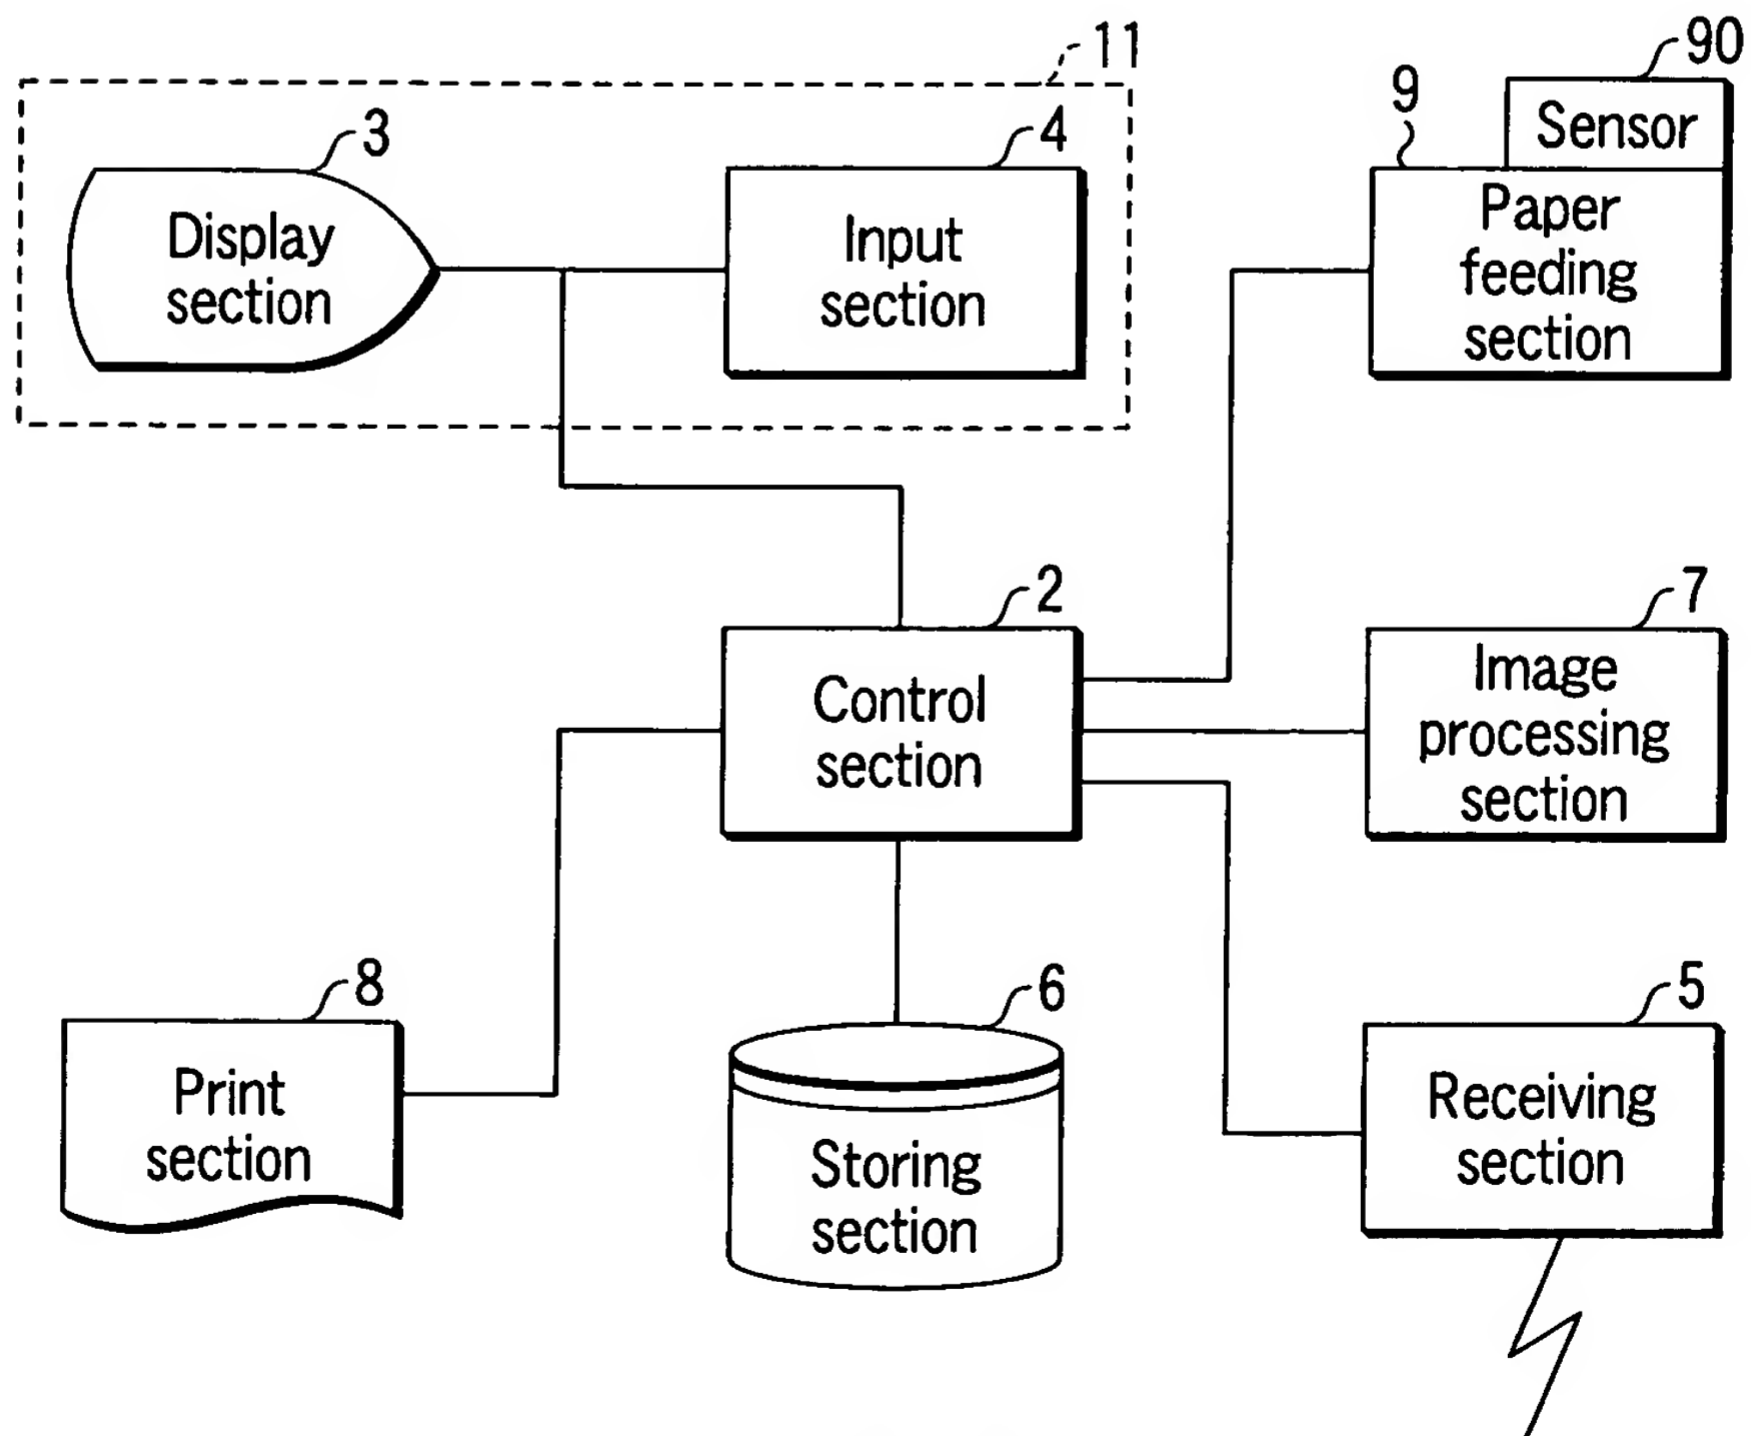 11
90
9
Sensor
3
4
Display
section
Input
section
Paper
feeding
section
2
7
Control
section
Image
processing
section
8
6
5
Print
section
Storing
section
Receiving
section